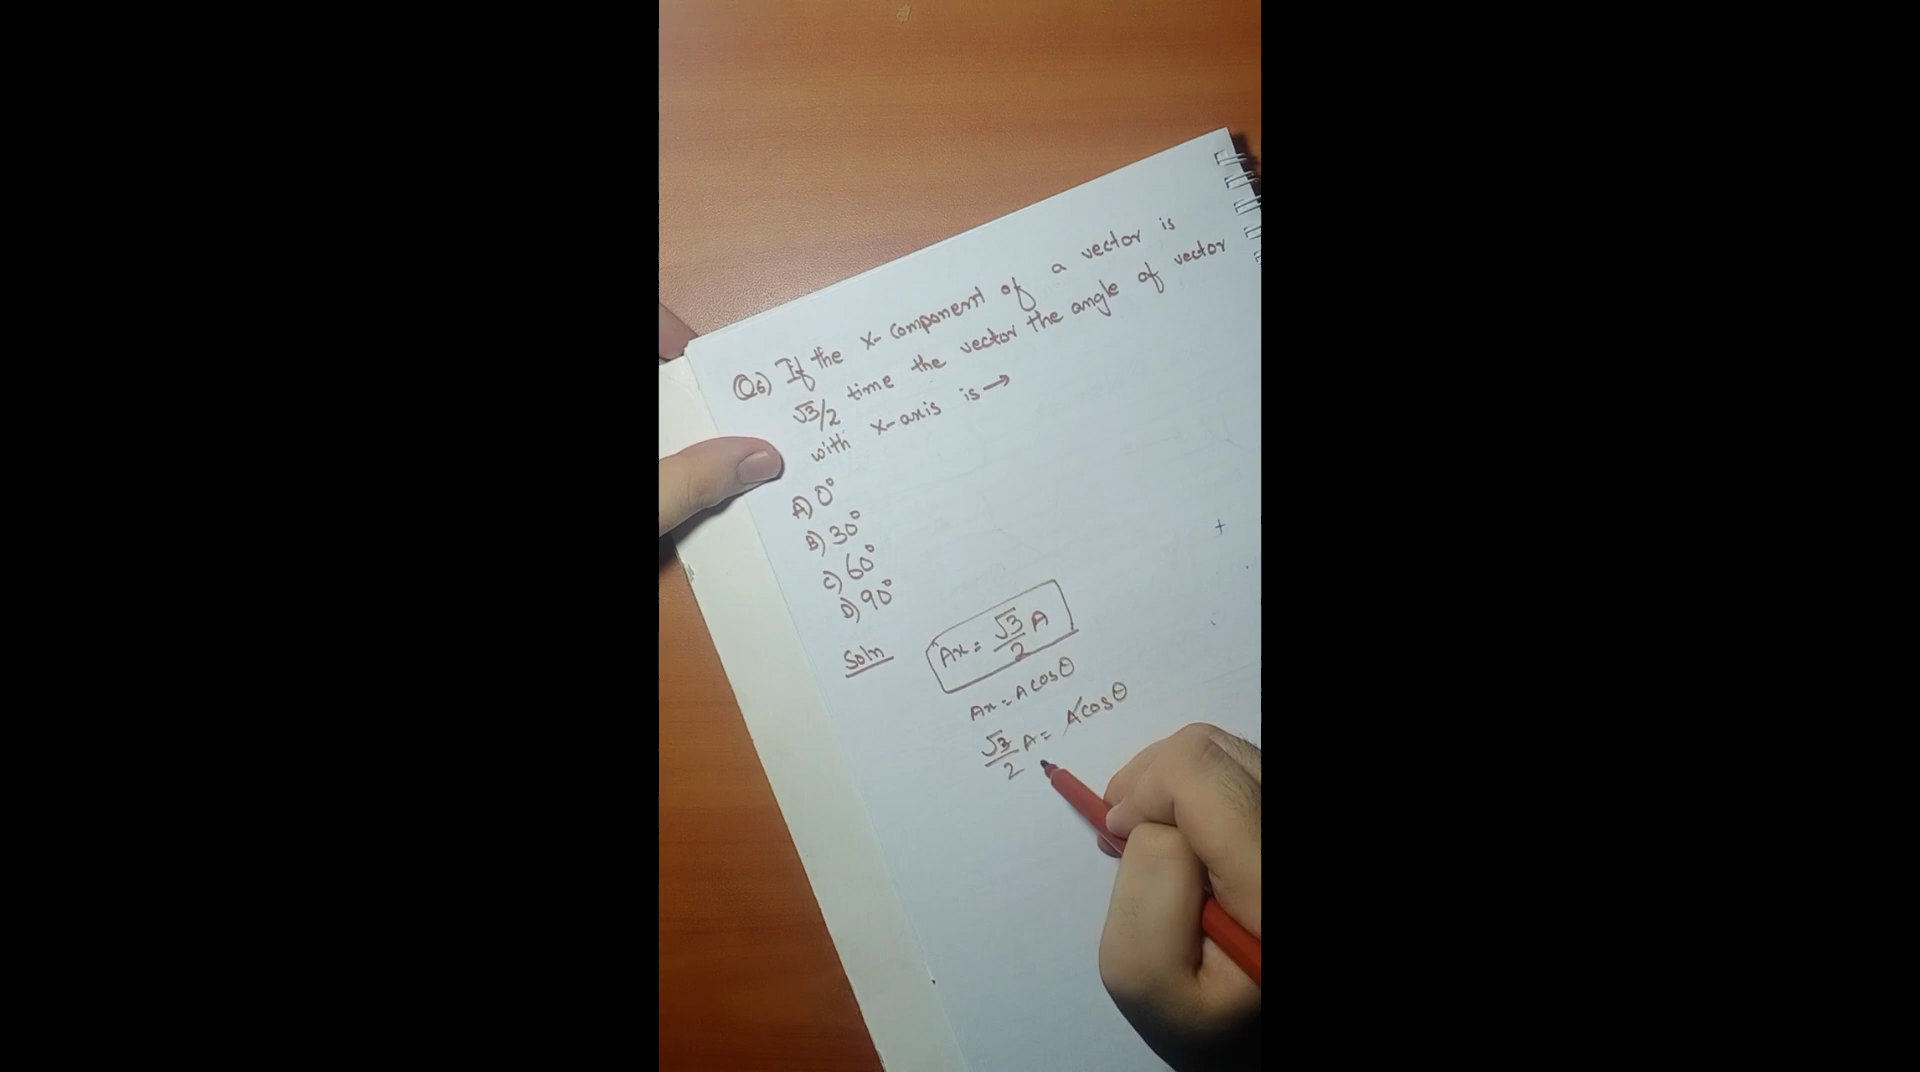 Q6) If the x-component of a vector is
√3/2 time the vector the angle of vector
with x-axis is →
A) 0°
B) 30°
C) 60°
D) 90°
Soln
Ax = √3/2 A
Ax = A cosθ
√3/2 A = A cosθ